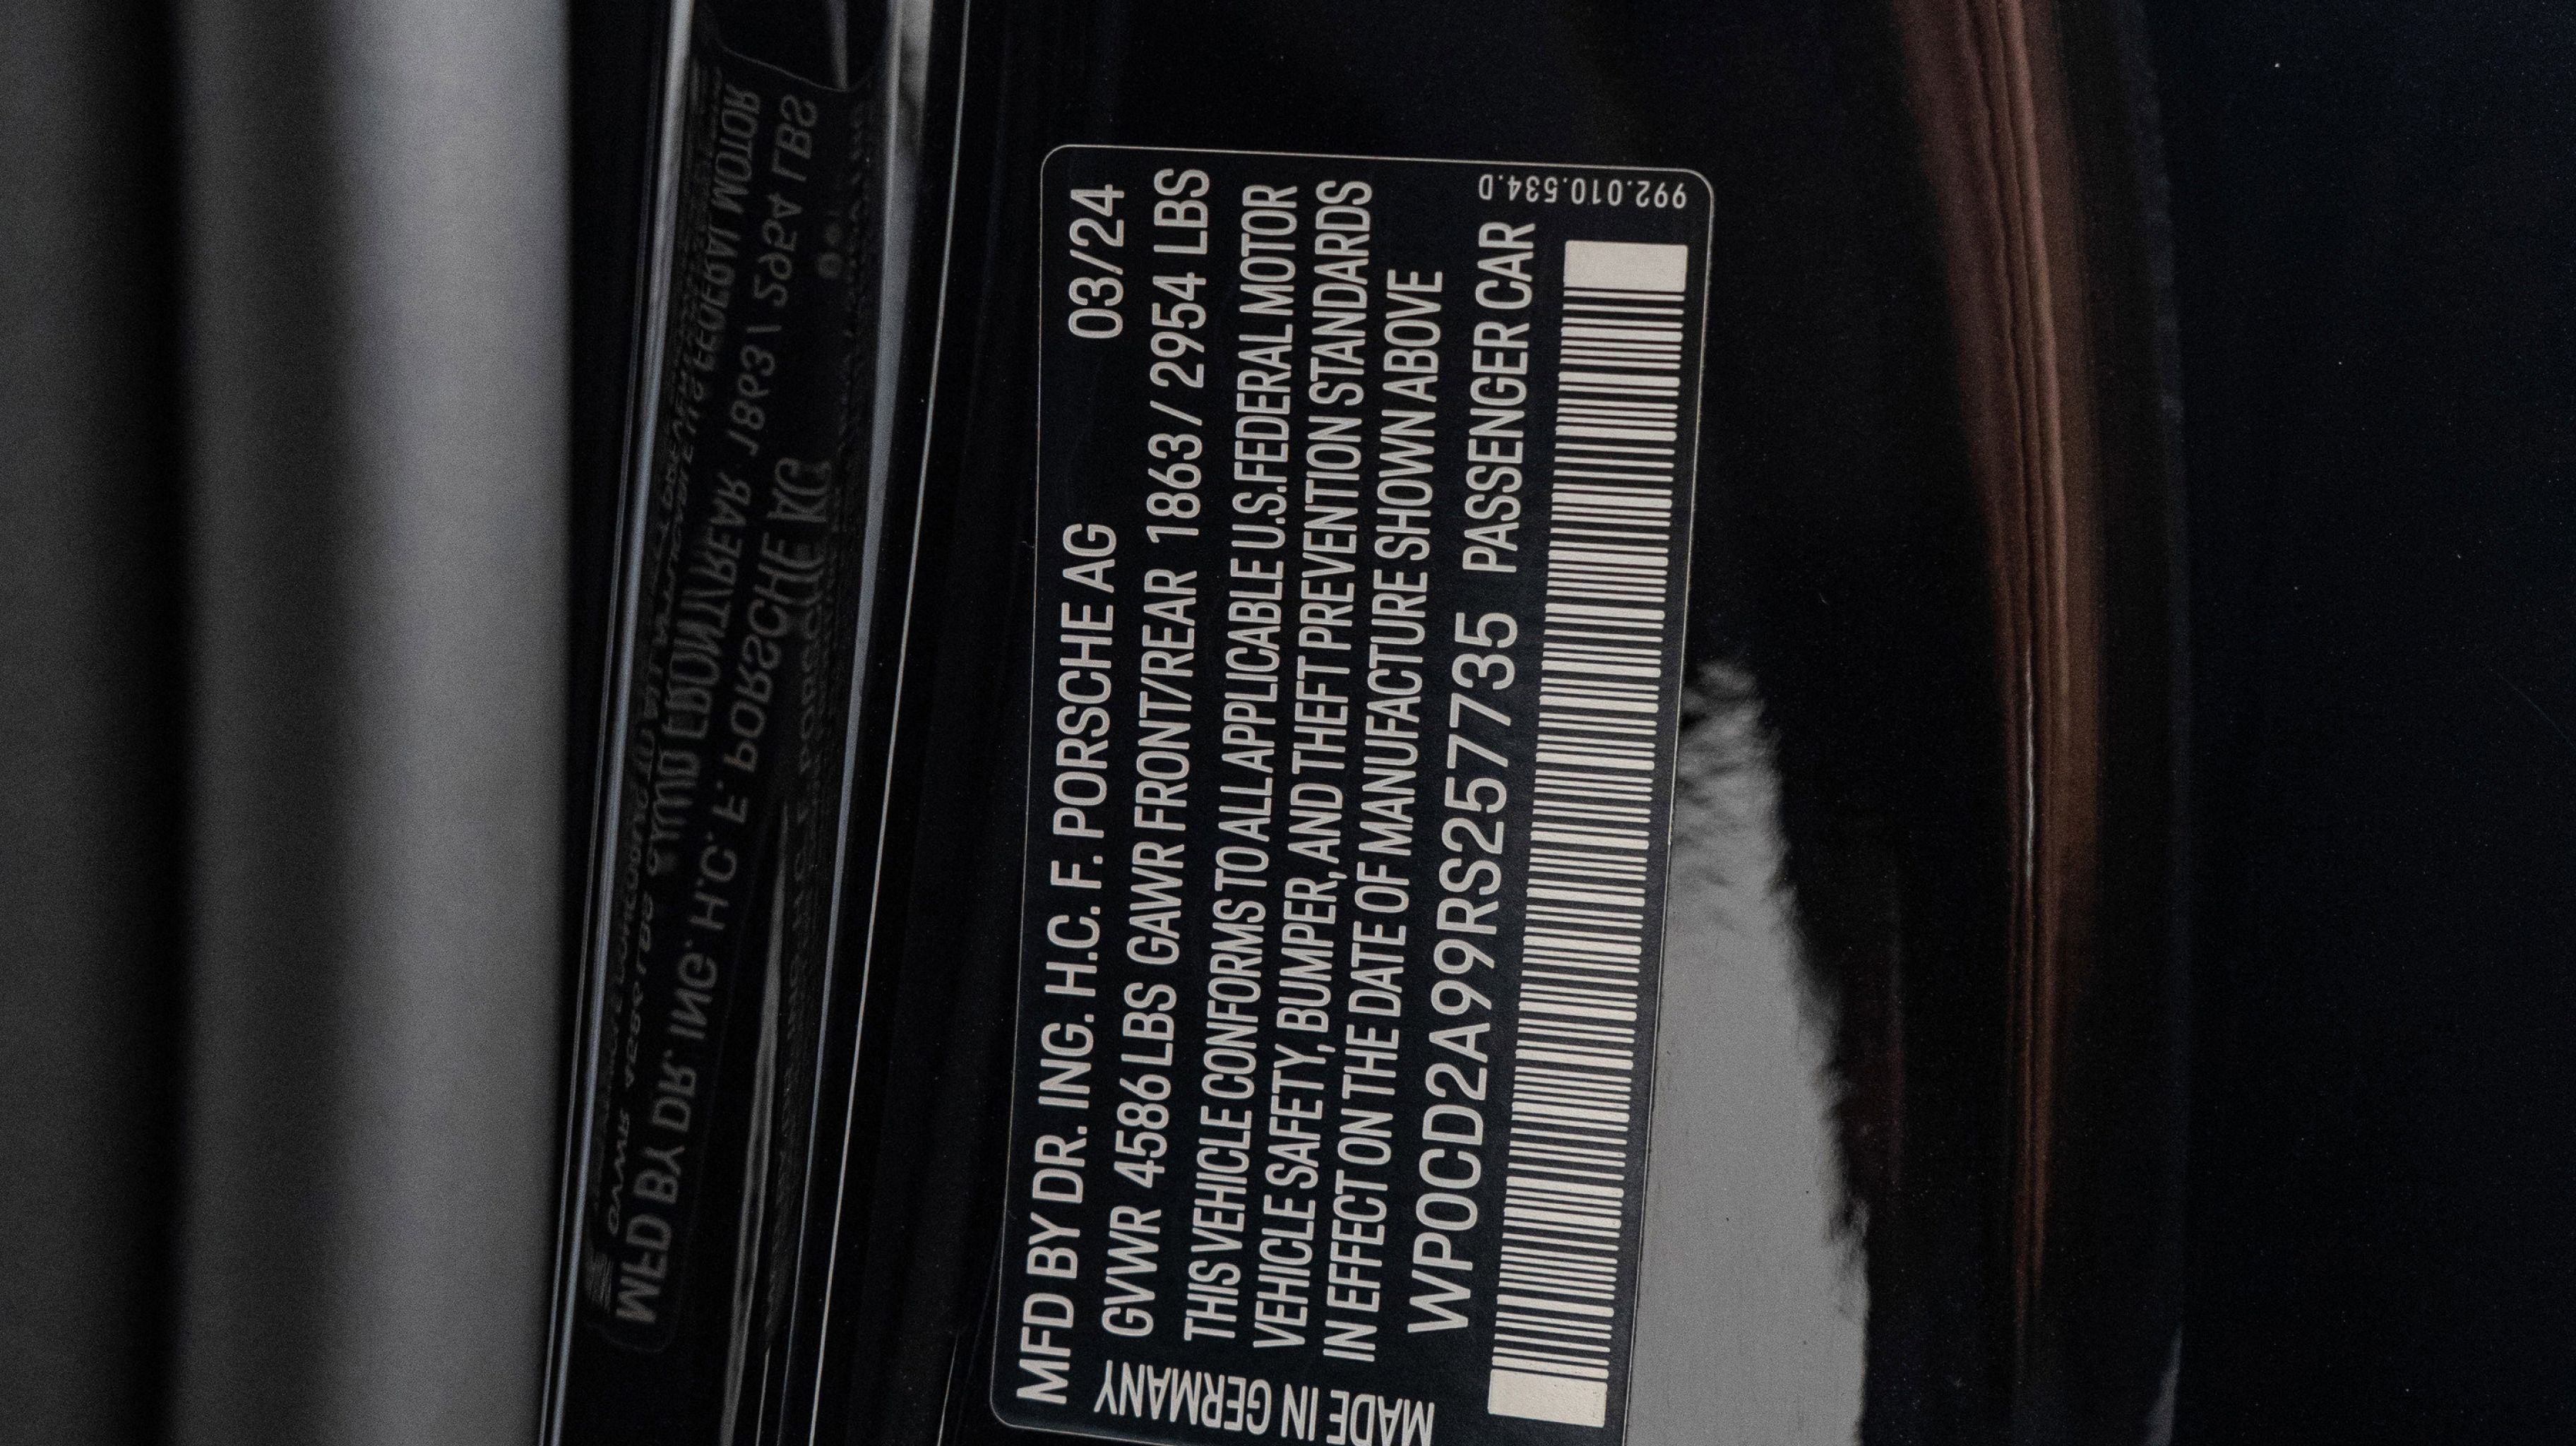 MFD BY DR. ING. H.C. F. PORSCHE AG 03/24
GVWR 4586 LBS GAWR FRONT/REAR 1863 / 2954 LBS
THIS VEHICLE CONFORMS TO ALL APPLICABLE U.S. FEDERAL MOTOR
VEHICLE SAFETY, BUMPER, AND THEFT PREVENTION STANDARDS
IN EFFECT ON THE DATE OF MANUFACTURE SHOWN ABOVE
WP0CD2A99RS257735 PASSENGER CAR
MADE IN GERMANY
992.010.534.D